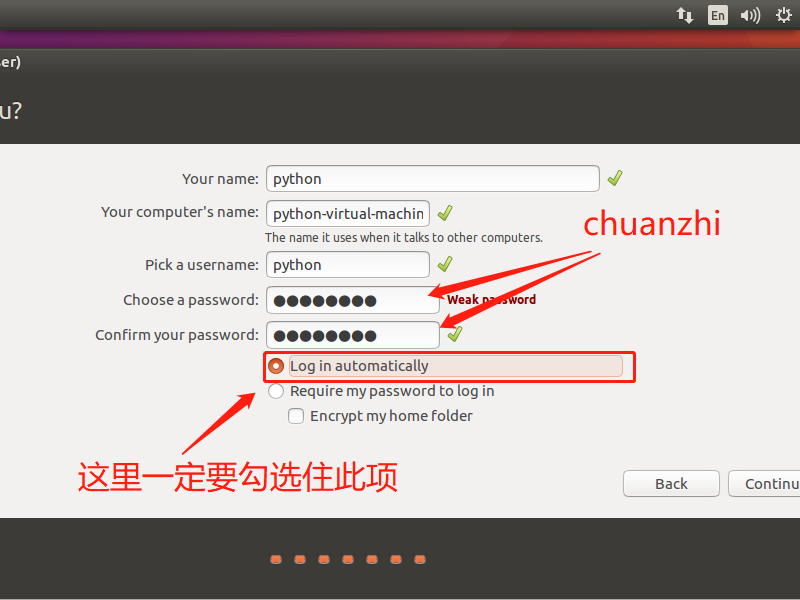 En
er)
u?
Your name: python
Your computer's name: python-virtual-machin
The name it uses when it talks to other computers.
chuanzhi
Pick a username: python
Choose a password: ●●●●●●●● Weak password
Confirm your password: ●●●●●●●●
Log in automatically
Require my password to log in
Encrypt my home folder
这里一定要勾选住此项
Back
Continu